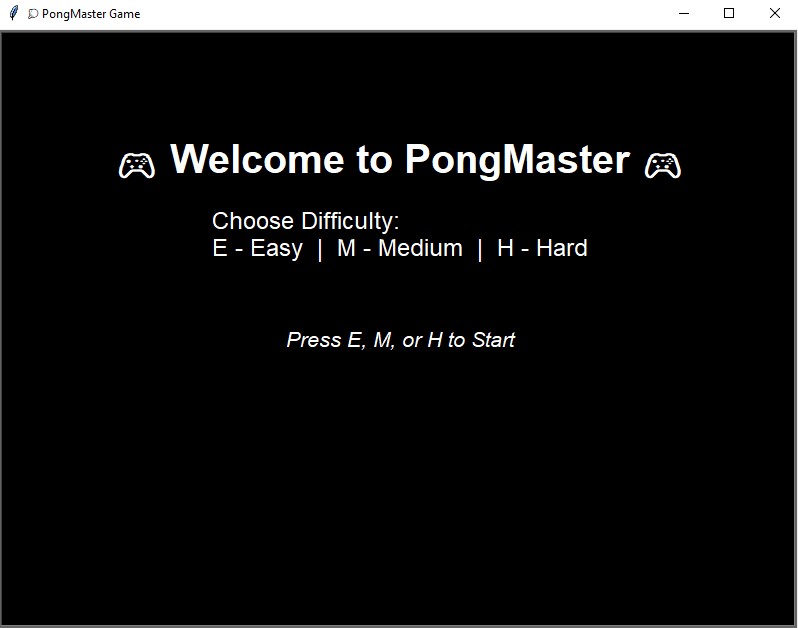 🏓 PongMaster Game
🎮 Welcome to PongMaster 🎮
Choose Difficulty:
E - Easy | M - Medium | H - Hard
Press E, M, or H to Start